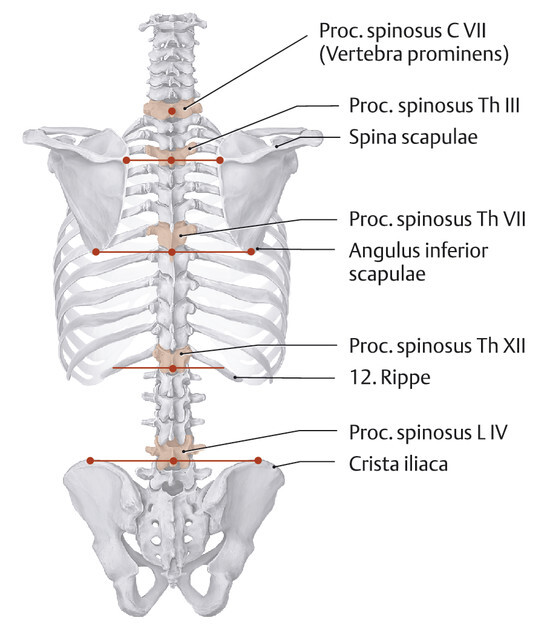 Proc. spinosus C VII
(Vertebra prominens)
Proc. spinosus Th III
Spina scapulae
Proc. spinosus Th VII
Angulus inferior
scapulae
Proc. spinosus Th XII
12. Rippe
Proc. spinosus L IV
Crista iliaca